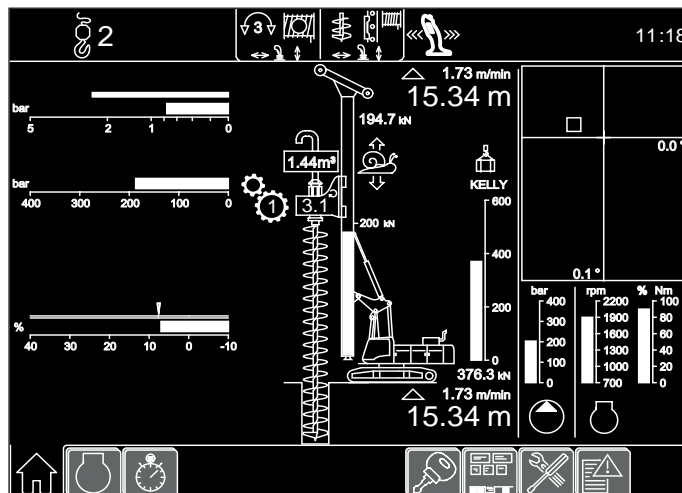 2
3
11:18
1.73 m/min
15.34 m
bar
5 2 1 0
194.7 kN
1.44m³
0.0°
KELLY
bar
400 300 200 100 0
1
3.1
600
400
200
0
200 kN
376.3 kN
0.1°
%
40 30 20 10 0 -10
bar
400
300
200
100
0
rpm
2200
1900
1600
1300
1000
700
% Nm
100
80
60
40
20
0
1.73 m/min
15.34 m